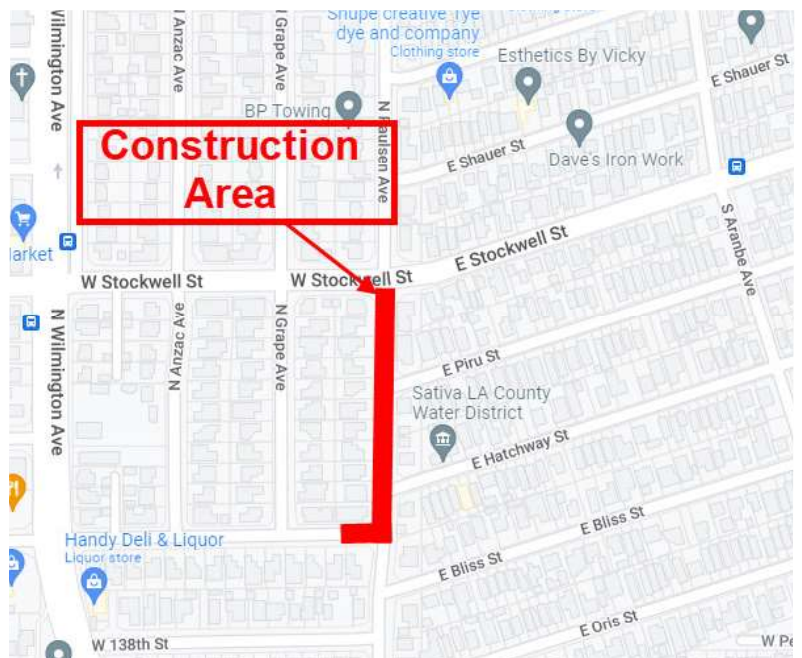 Wilmington Ave
N Anzac Ave
N Grape Ave
Snupe creative Tye
dye and company
Clothing store
Esthetics By Vicky
E Shauer St
BP Towing
N Paulsen Ave
E Shauer St
Dave's Iron Work
Construction
Area
S Aranbe Ave
Market
E Stockwell St
W Stockwell St
W Stockwell St
N Wilmington Ave
N Anzac Ave
N Grape Ave
E Piru St
Sativa LA County
Water District
E Hatchway St
E Bliss St
Handy Deli & Liquor
Liquor store
E Bliss St
E Oris St
W 138th St
W Pe